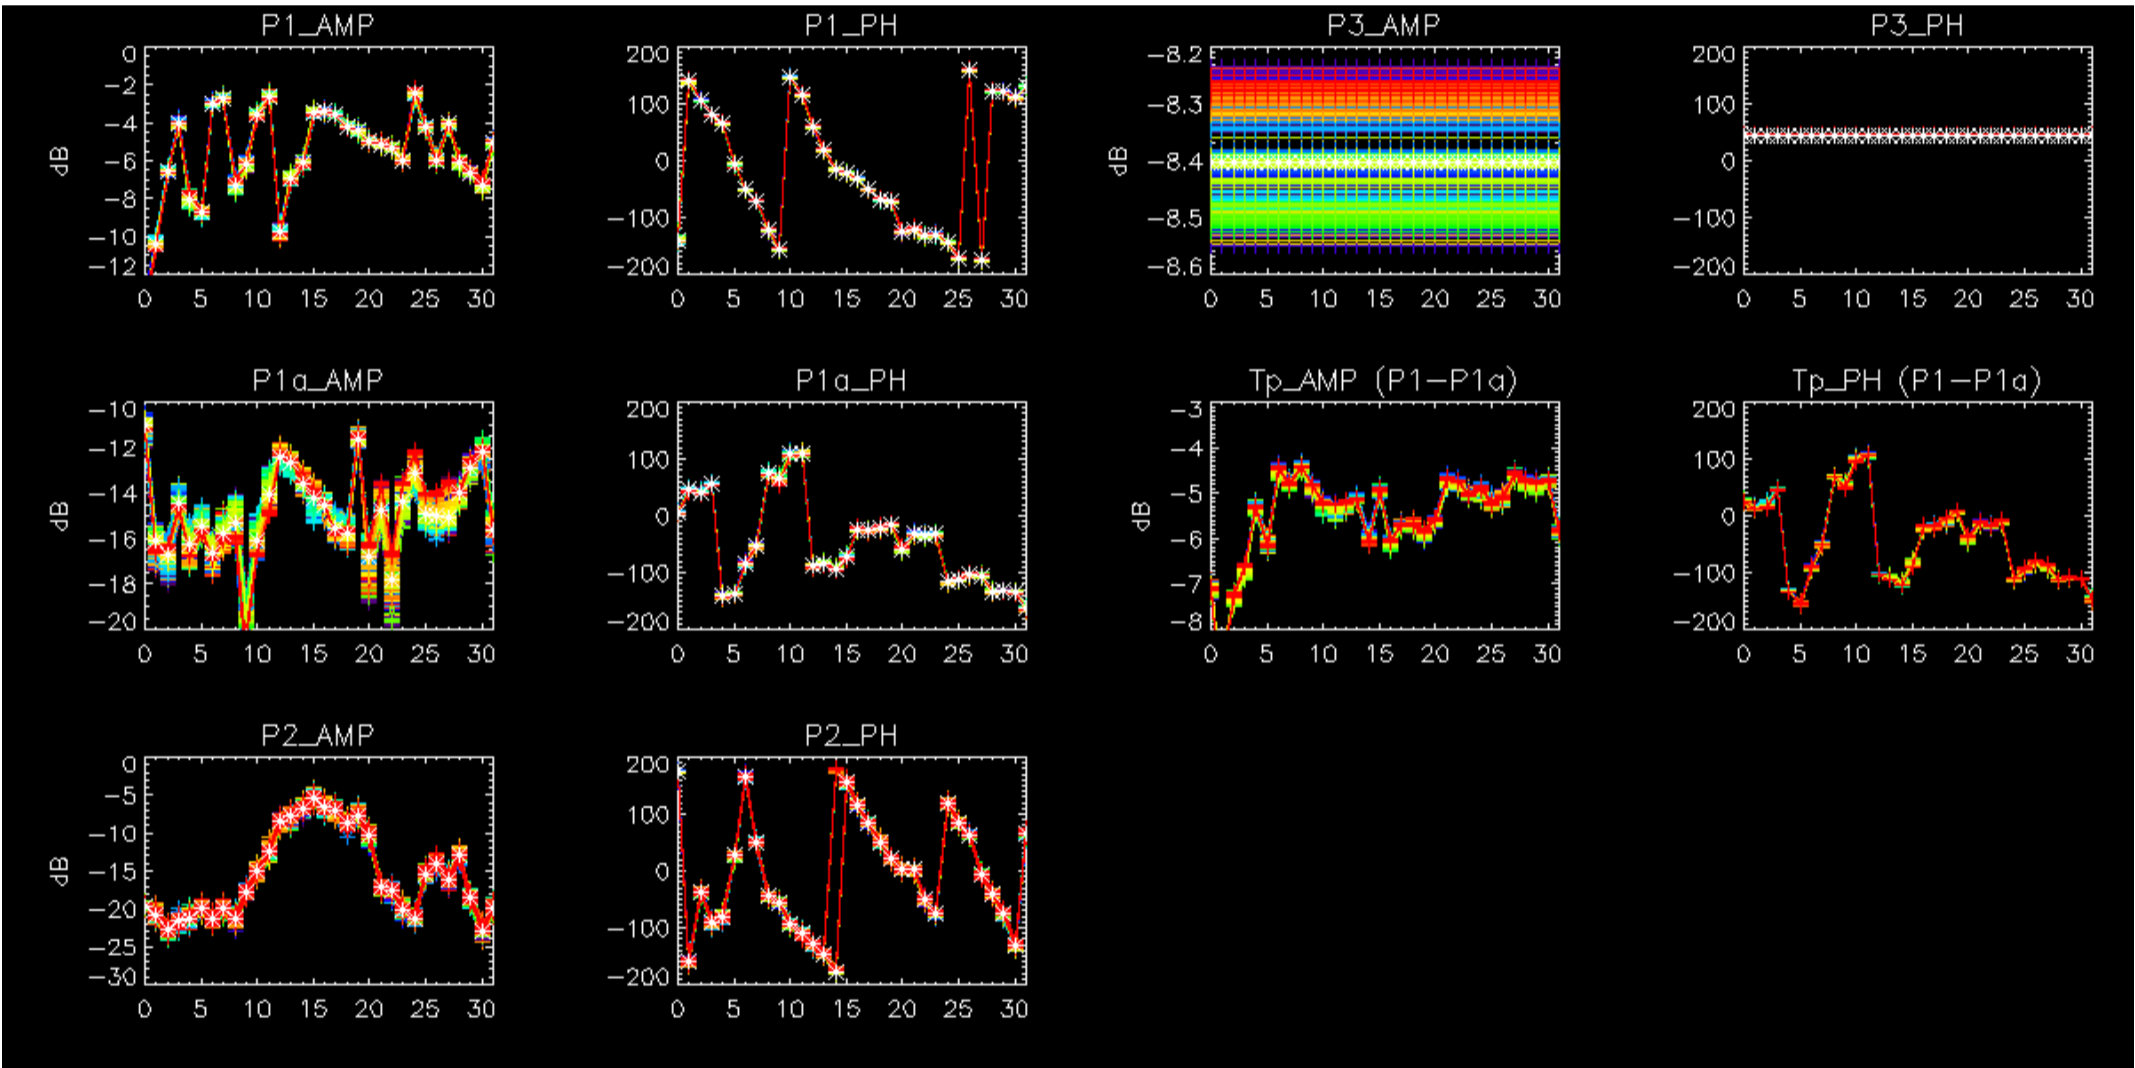 P1_AMP
dB
0
−2
−4
−6
−8
−10
−12
0 5 10 15 20 25 30
P1_PH
200
100
0
−100
−200
0 5 10 15 20 25 30
P3_AMP
dB
−8.2
−8.3
−8.4
−8.5
−8.6
0 5 10 15 20 25 30
P3_PH
200
100
0
−100
−200
0 5 10 15 20 25 30
P1a_AMP
dB
−10
−12
−14
−16
−18
−20
0 5 10 15 20 25 30
P1a_PH
200
100
0
−100
−200
0 5 10 15 20 25 30
Tp_AMP (P1−P1a)
dB
−3
−4
−5
−6
−7
−8
0 5 10 15 20 25 30
Tp_PH (P1−P1a)
200
100
0
−100
−200
0 5 10 15 20 25 30
P2_AMP
dB
0
−5
−10
−15
−20
−25
−30
0 5 10 15 20 25 30
P2_PH
200
100
0
−100
−200
0 5 10 15 20 25 30